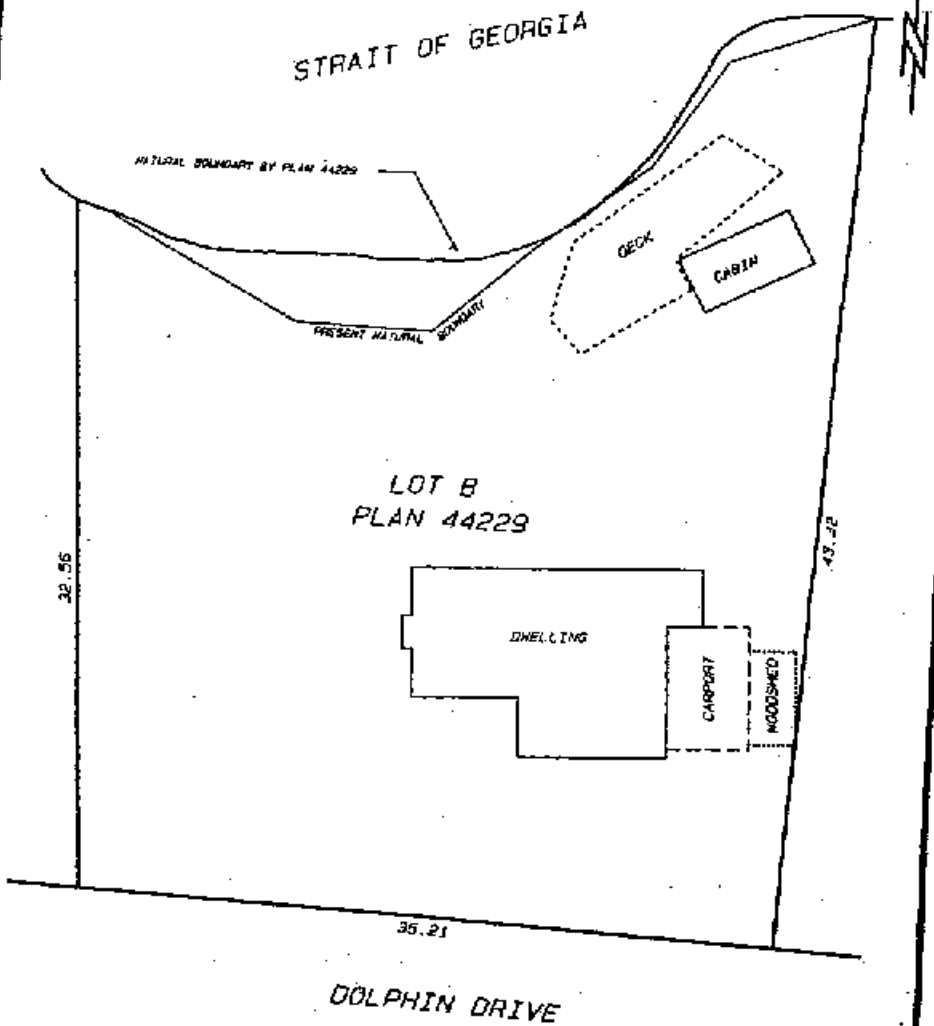 STRAIT OF GEORGIA
NATURAL BOUNDARY BY PLAN 44229
DECK
CABIN
PRESENT NATURAL BOUNDARY
LOT B
PLAN 44229
32.56
43.32
DWELLING
CARPORT
WOODSHED
35.21
DOLPHIN DRIVE